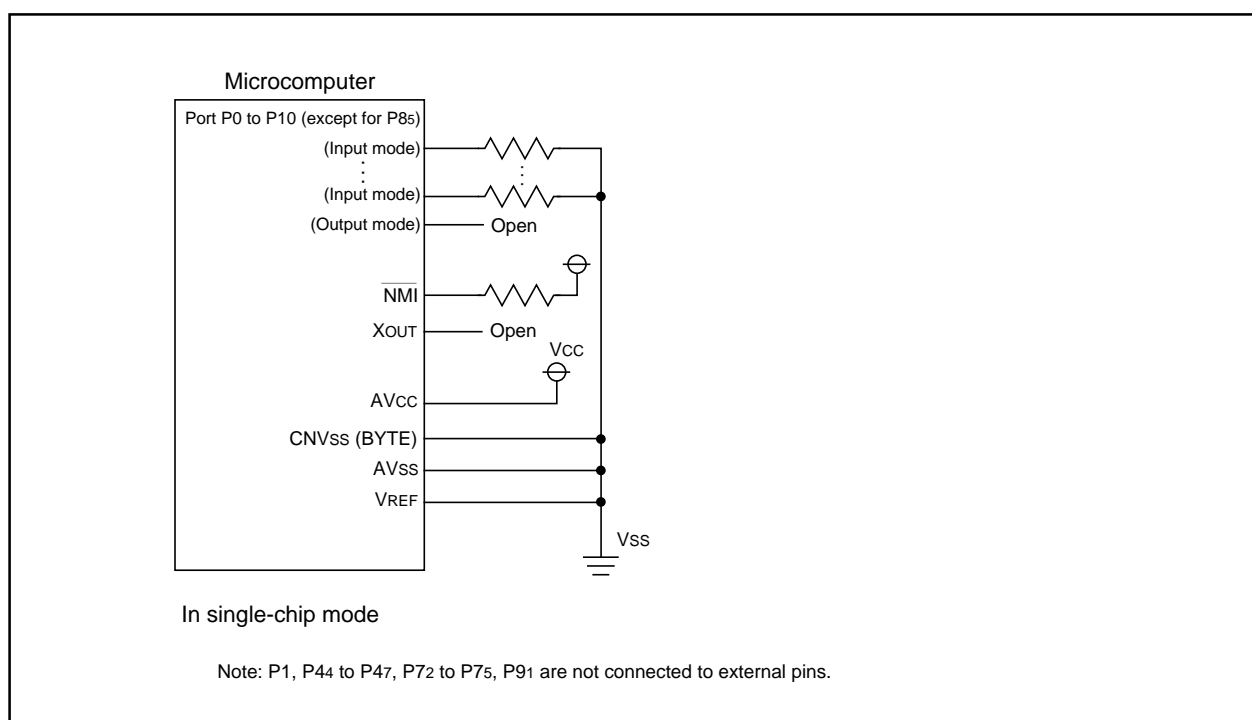 Microcomputer
Port P0 to P10 (except for P85)
(Input mode)
(Input mode)
(Output mode)
Open
NMI
XOUT
Open
VCC
AVCC
CNVSS (BYTE)
AVSS
VREF
VSS
In single-chip mode
Note: P1, P44 to P47, P72 to P75, P91 are not connected to external pins.